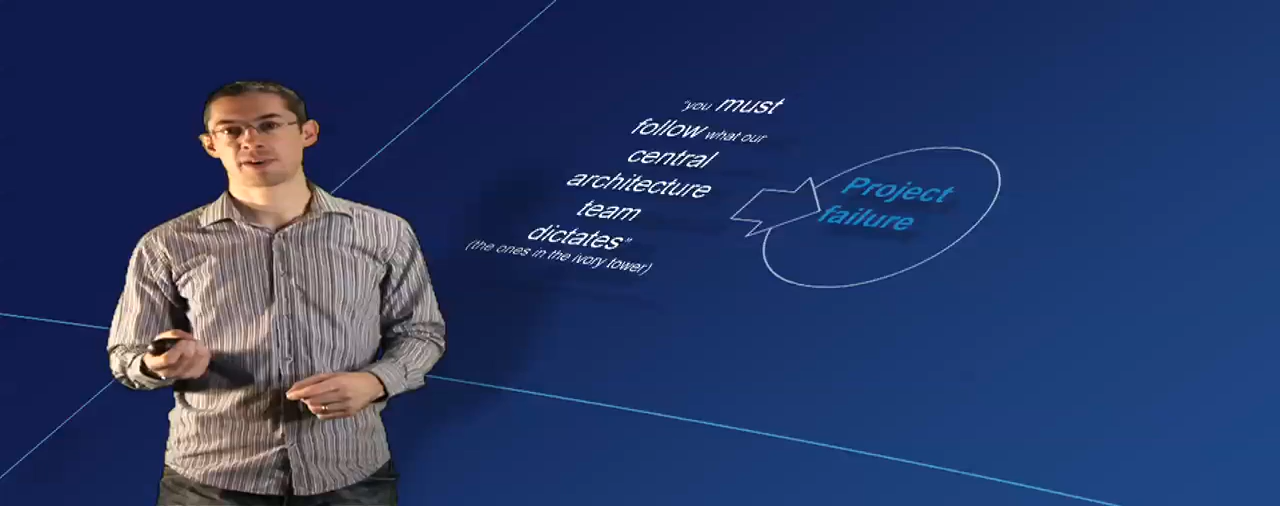 "you must
follow what our
central
architecture
team
dictates"
(the ones in the ivory tower)
Project
failure